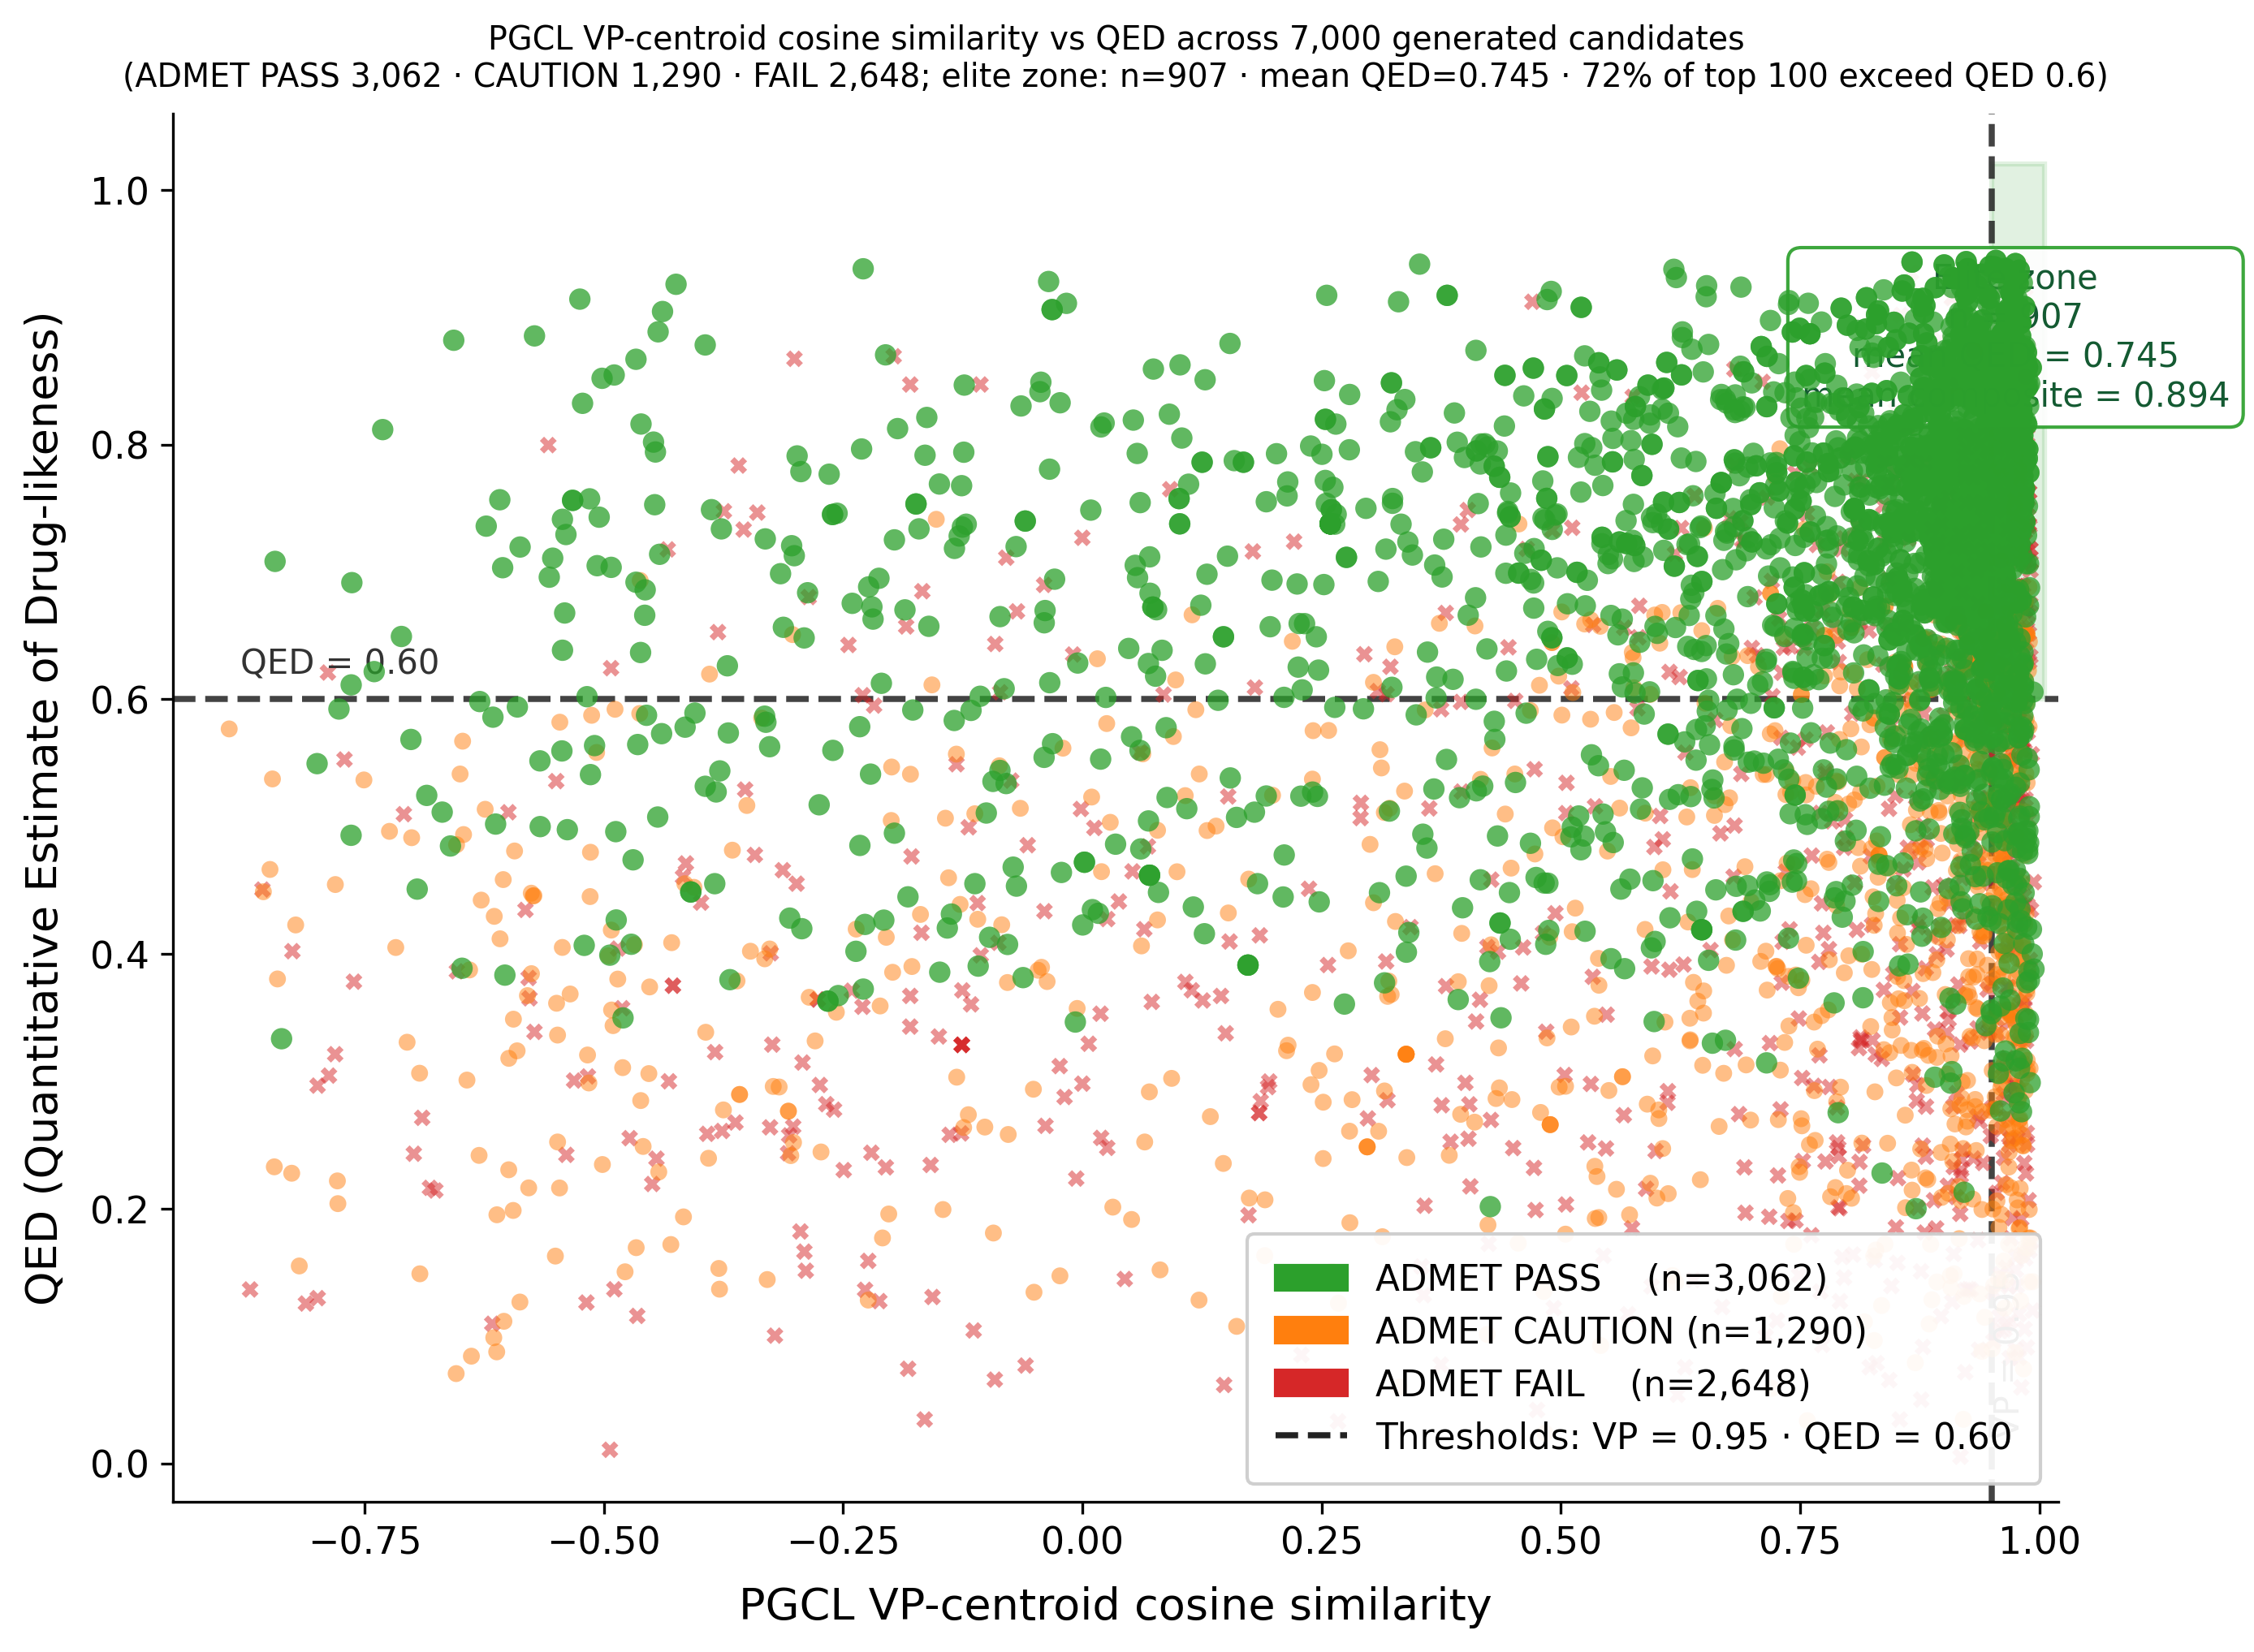 PGCL VP-centroid cosine similarity vs QED across 7,000 generated candidates
(ADMET PASS 3,062 · CAUTION 1,290 · FAIL 2,648; elite zone: n=907 · mean QED=0.745 · 72% of top 100 exceed QED 0.6)
QED (Quantitative Estimate of Drug-likeness)
1.0
0.8
0.6
0.4
0.2
0.0
zone
907
= 0.745
= 0.894
QED = 0.60
ADMET PASS (n=3,062)
ADMET CAUTION (n=1,290)
ADMET FAIL (n=2,648)
Thresholds: VP = 0.95 · QED = 0.60
VP = 0.95
−0.75
−0.50
−0.25
0.00
0.25
0.50
0.75
1.00
PGCL VP-centroid cosine similarity